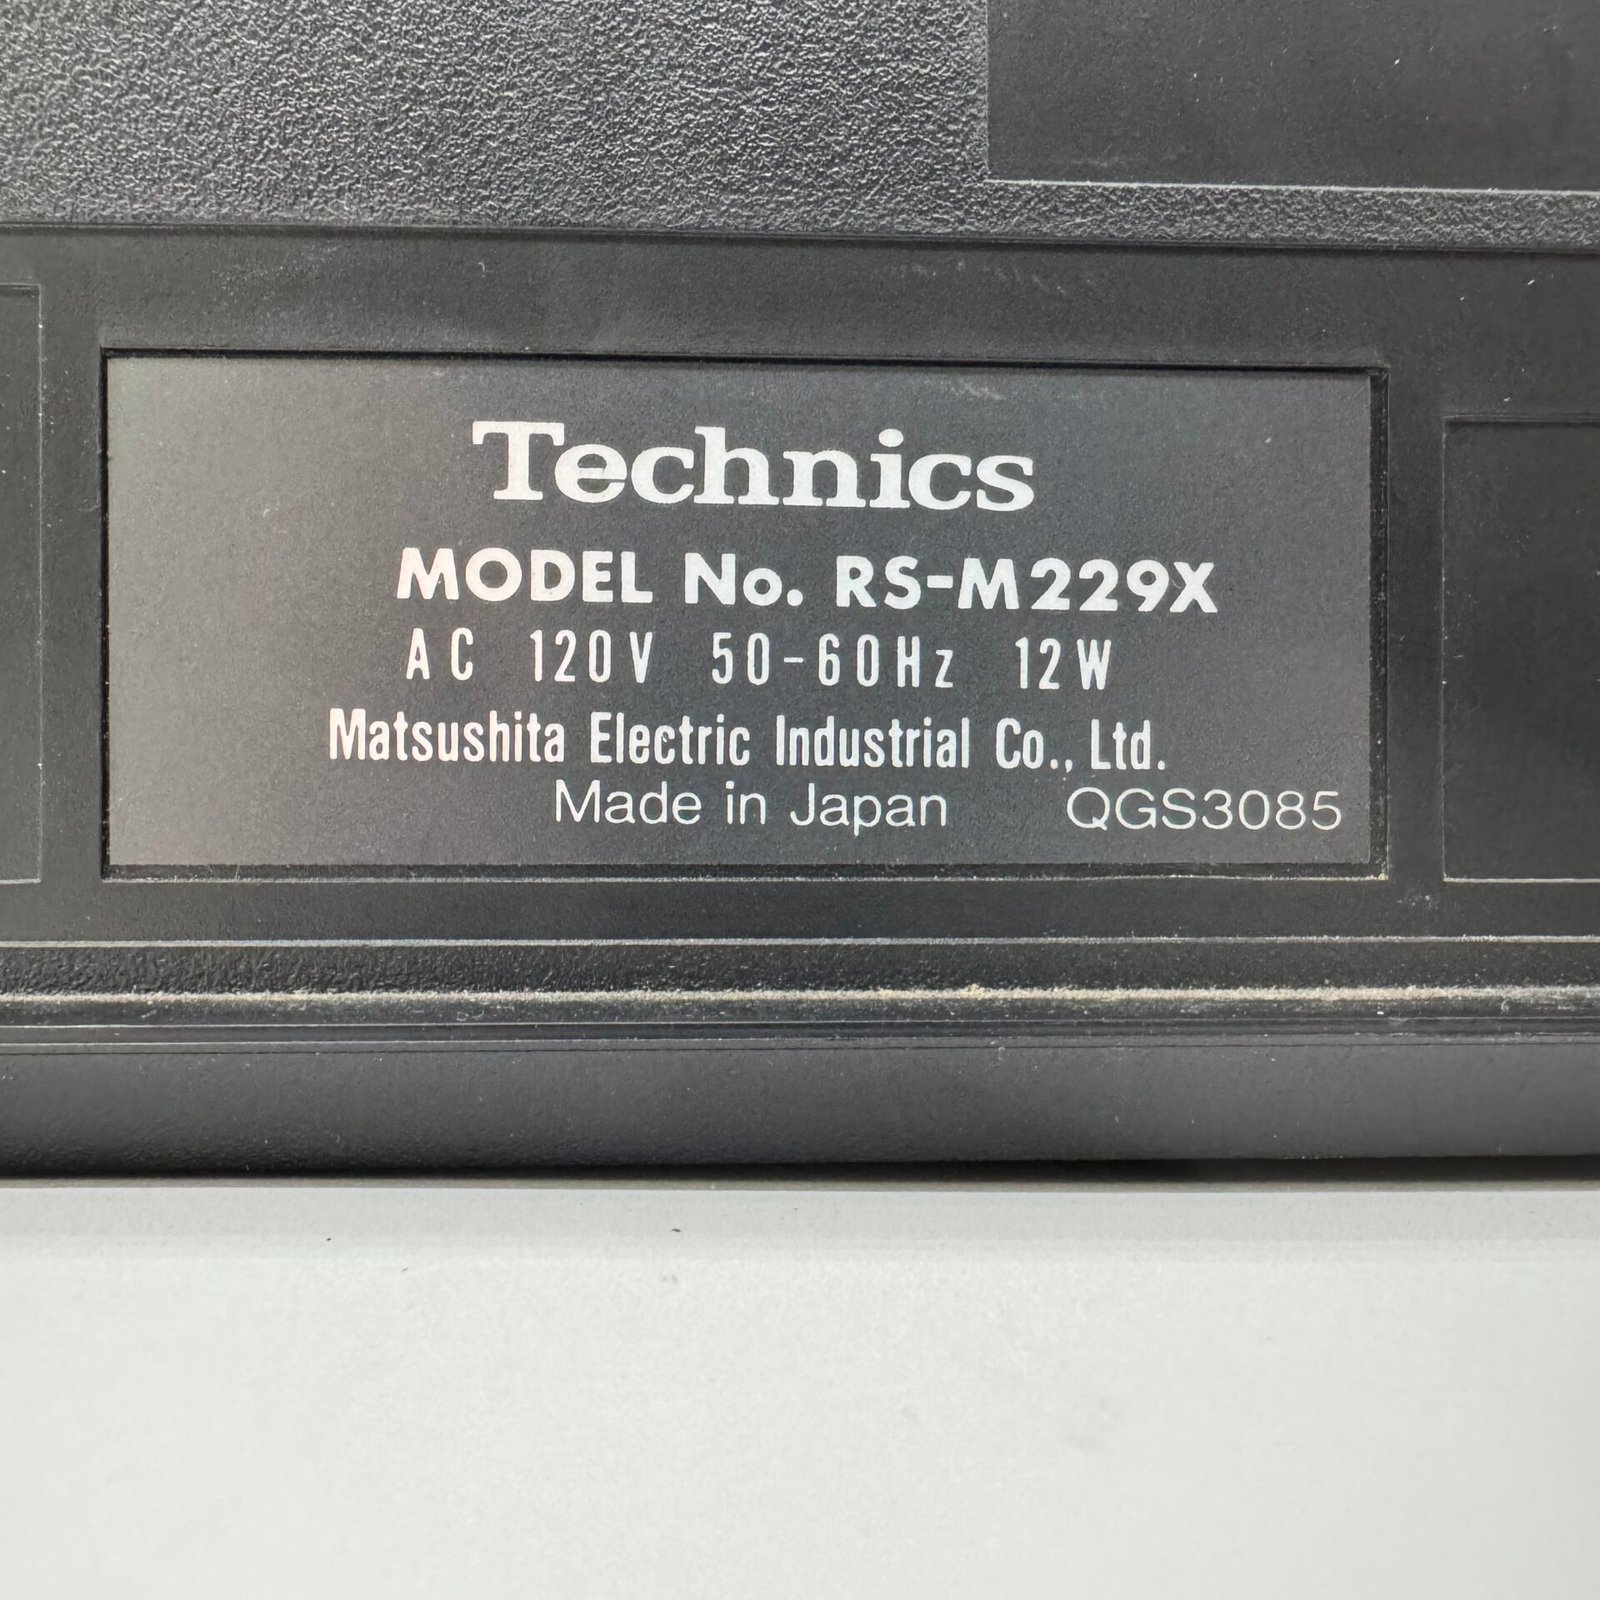 Technics
MODEL No. RS-M229X
AC 120V 50-60Hz 12W
Matsushita Electric Industrial Co., Ltd.
Made in Japan QGS3085